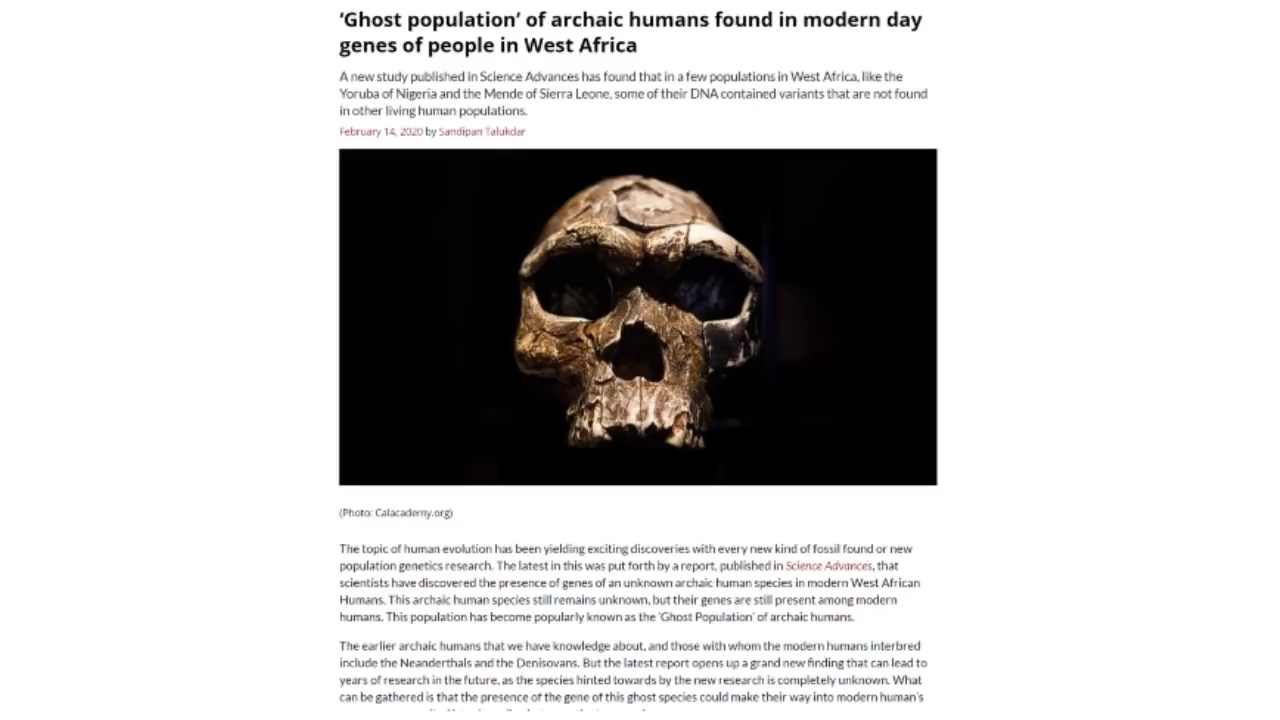 ‘Ghost population’ of archaic humans found in modern day
genes of people in West Africa
A new study published in Science Advances has found that in a few populations in West Africa, like the
Yoruba of Nigeria and the Mende of Sierra Leone, some of their DNA contained variants that are not found
in other living human populations.
February 14, 2020 by Sandipan Talukdar
(Photo: Calacademy.org)
The topic of human evolution has been yielding exciting discoveries with every new kind of fossil found or new
population genetics research. The latest in this was put forth by a report, published in Science Advances, that
scientists have discovered the presence of genes of an unknown archaic human species in modern West African
Humans. This archaic human species still remains unknown, but their genes are still present among modern
humans. This population has become popularly known as the ‘Ghost Population’ of archaic humans.
The earlier archaic humans that we have knowledge about, and those with whom the modern humans interbred
include the Neanderthals and the Denisovans. But the latest report opens up a grand new finding that can lead to
years of research in the future, as the species hinted towards by the new research is completely unknown. What
can be gathered is that the presence of the gene of this ghost species could make their way into modern human’s